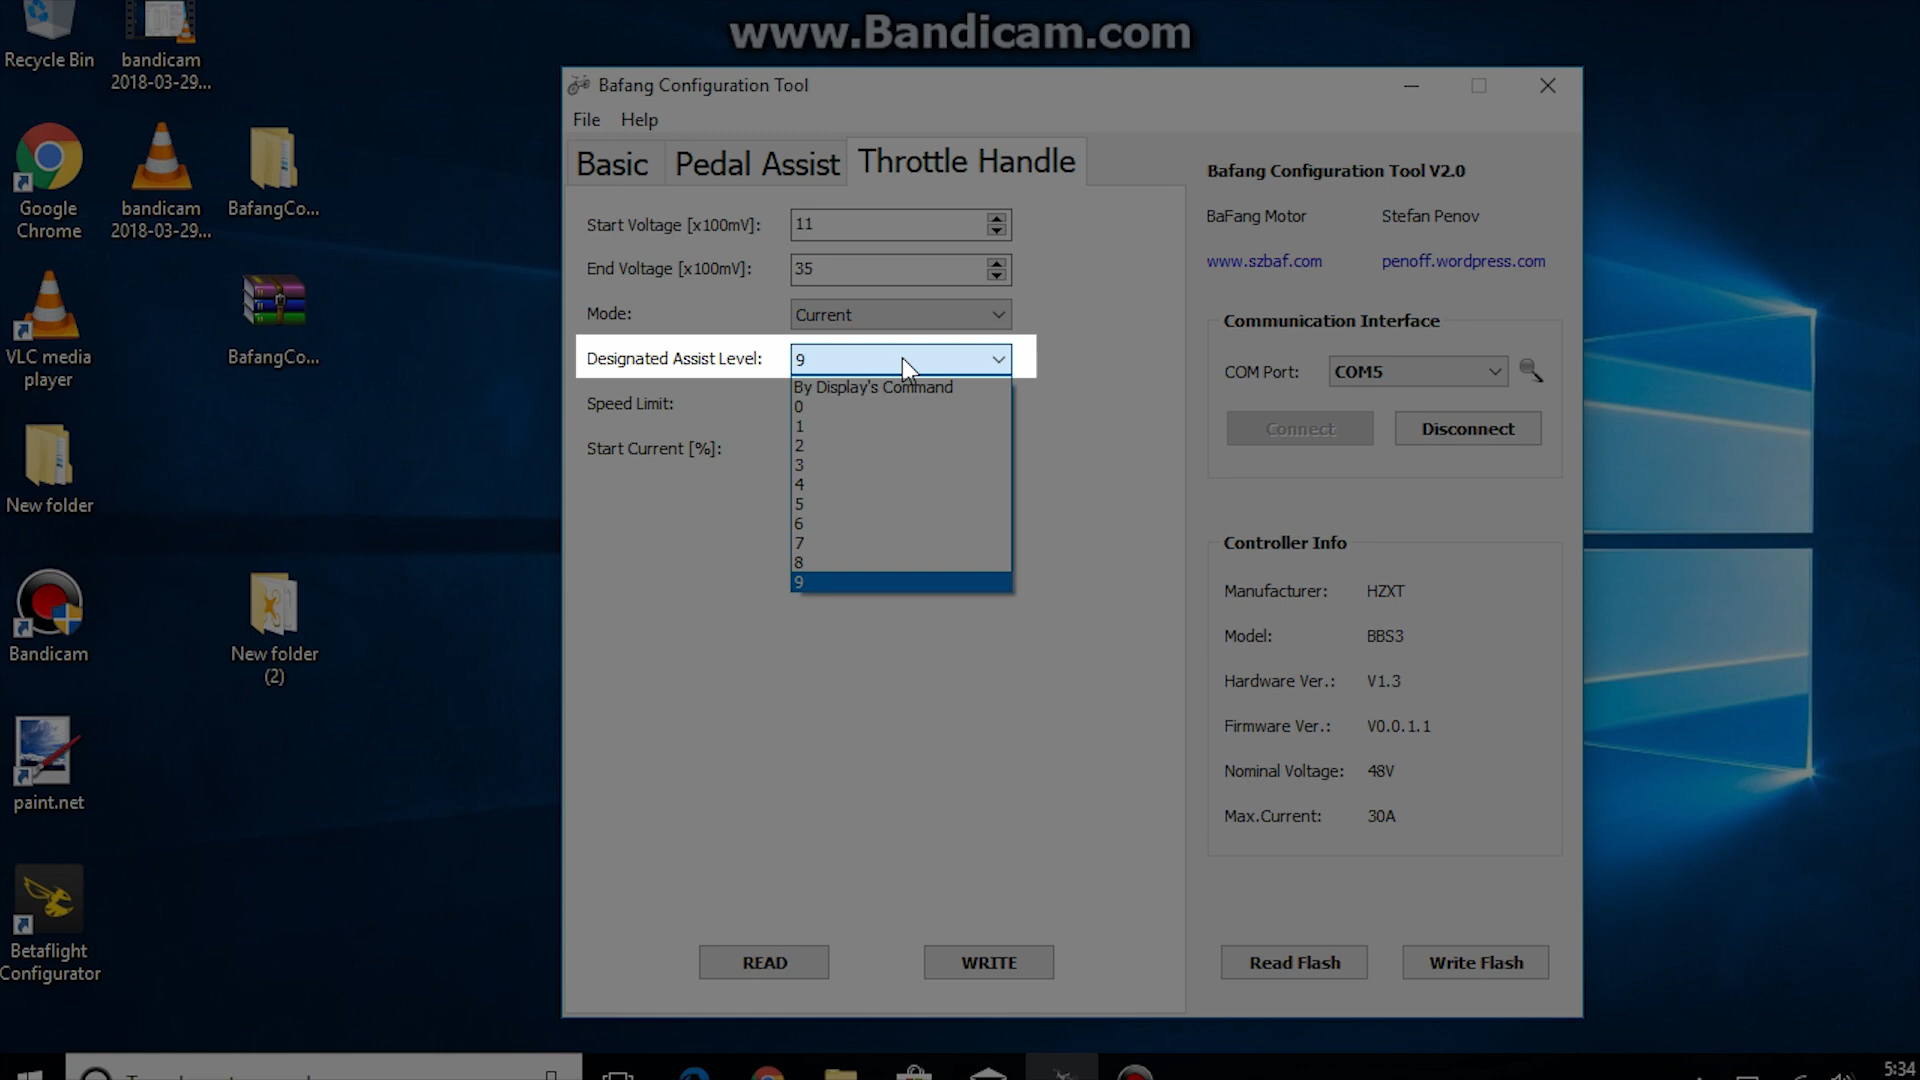 www.Bandicam.com
Recycle Bin
bandicam
2018-03-29...
Google
Chrome
bandicam
2018-03-29...
BafangCo...
VLC media
player
BafangCo...
New folder
Bandicam
New folder
(2)
paint.net
Betaflight
Configurator
Bafang Configuration Tool
File Help
Basic Pedal Assist Throttle Handle
Start Voltage [x100mV]: 11
End Voltage [x100mV]: 35
Mode: Current
Designated Assist Level: 9
By Display's Command
0
1
2
3
4
5
6
7
8
9
Speed Limit:
Start Current [%]:
READ WRITE
Bafang Configuration Tool V2.0
BaFang Motor Stefan Penov
www.szbaf.com penoff.wordpress.com
Communication Interface
COM Port: COM5
Connect Disconnect
Controller Info
Manufacturer: HZXT
Model: BBS3
Hardware Ver.: V1.3
Firmware Ver.: V0.0.1.1
Nominal Voltage: 48V
Max.Current: 30A
Read Flash Write Flash
5:34